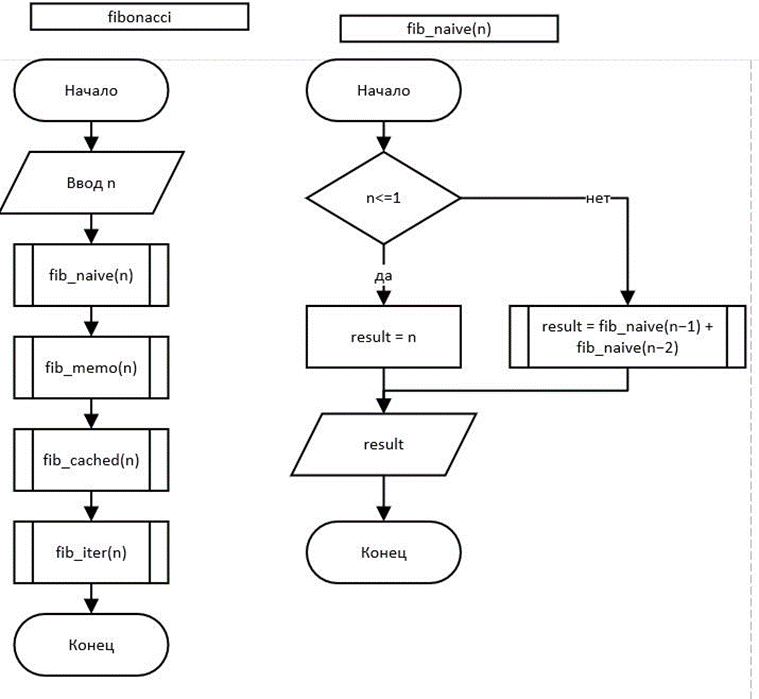 fibonacci
Начало
Ввод n
fib_naive(n)
fib_memo(n)
fib_cached(n)
fib_iter(n)
Конец
fib_naive(n)
Начало
n<=1
нет
да
result = n
result = fib_naive(n−1) +
fib_naive(n−2)
result
Конец